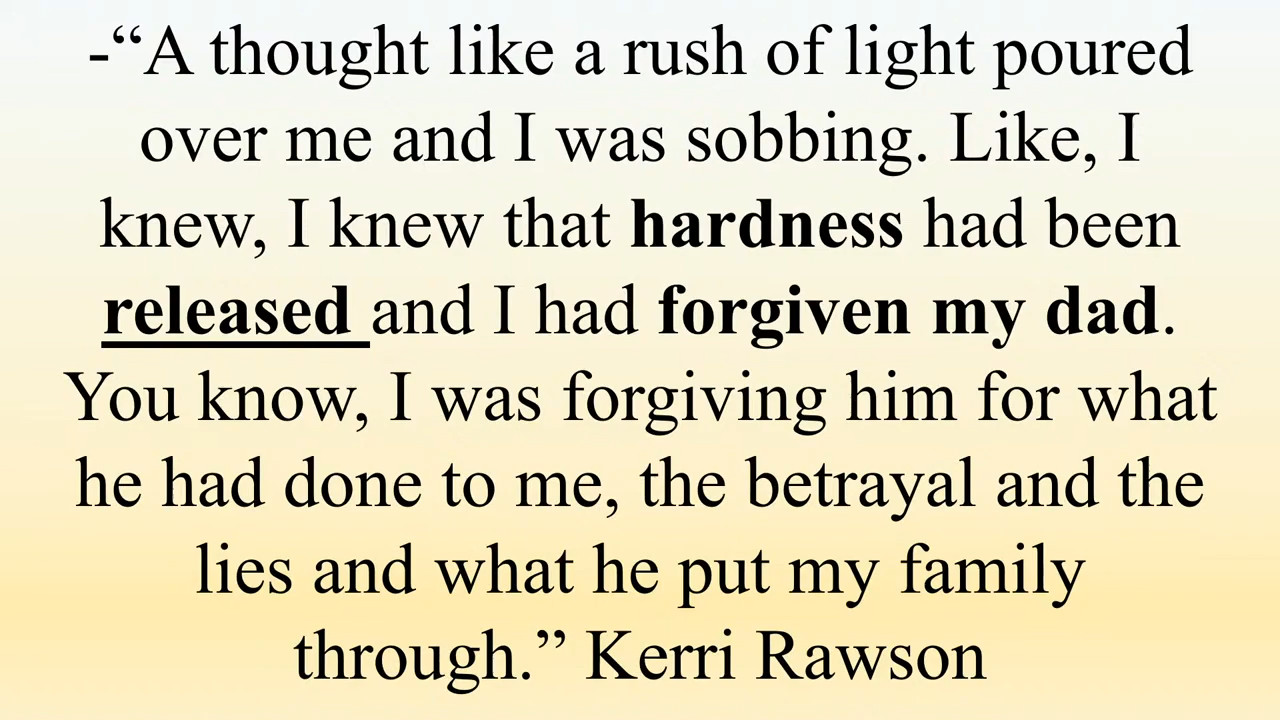 -“A thought like a rush of light poured
over me and I was sobbing. Like, I
knew, I knew that hardness had been
released and I had forgiven my dad.
You know, I was forgiving him for what
he had done to me, the betrayal and the
lies and what he put my family
through.” Kerri Rawson